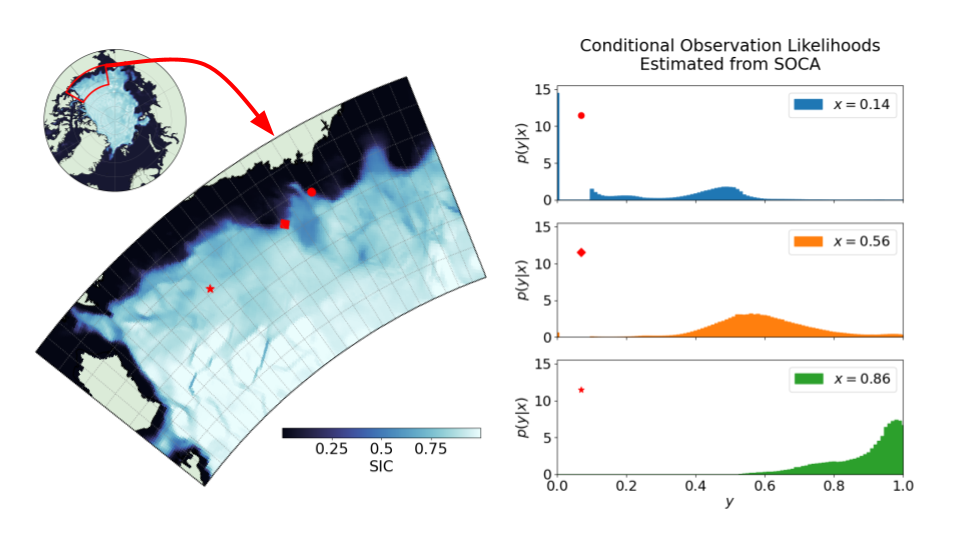 Conditional Observation Likelihoods
Estimated from SOCA
15
10
5
0
p(y|x)
x = 0.14
15
10
5
0
p(y|x)
x = 0.56
15
10
5
0
p(y|x)
x = 0.86
0.0 0.2 0.4 0.6 0.8 1.0
y
0.25 0.5 0.75
SIC